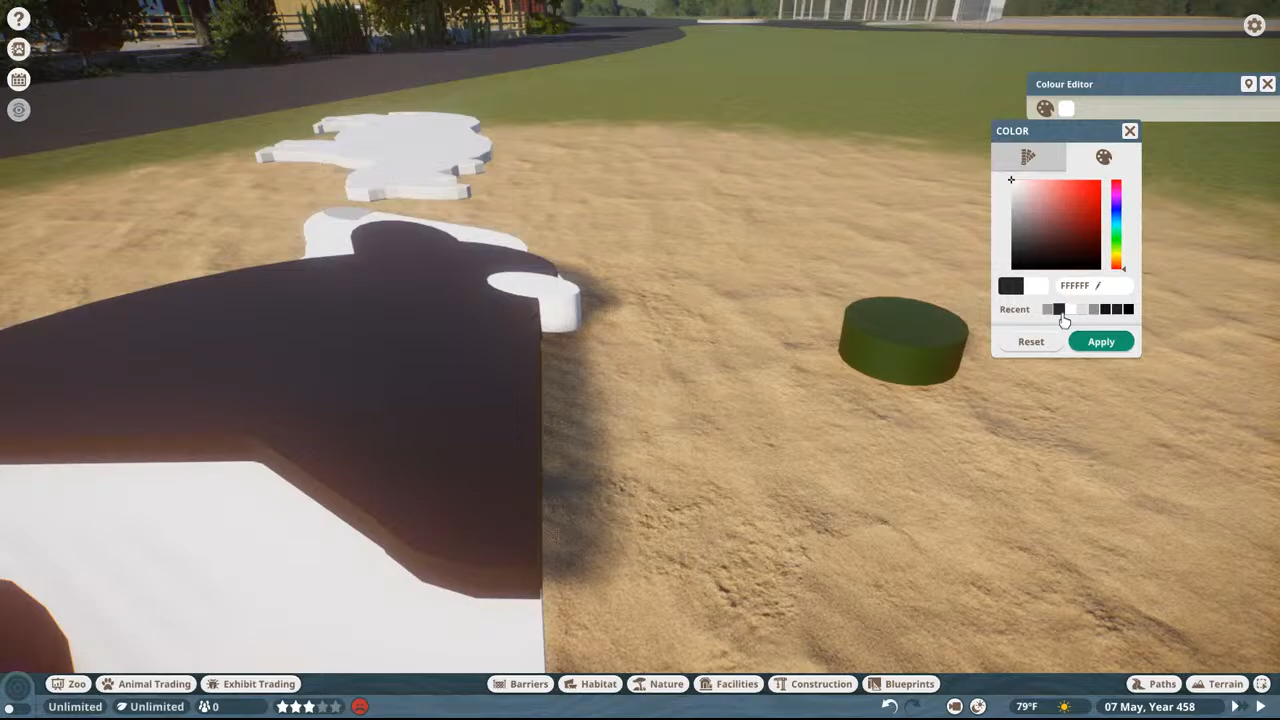 ?
Colour Editor
COLOR
FFFFFF
Recent
Reset
Apply
Zoo
Animal Trading
Exhibit Trading
Barriers
Habitat
Nature
Facilities
Construction
Blueprints
Paths
Terrain
Unlimited
Unlimited
0
79°F
07 May, Year 458